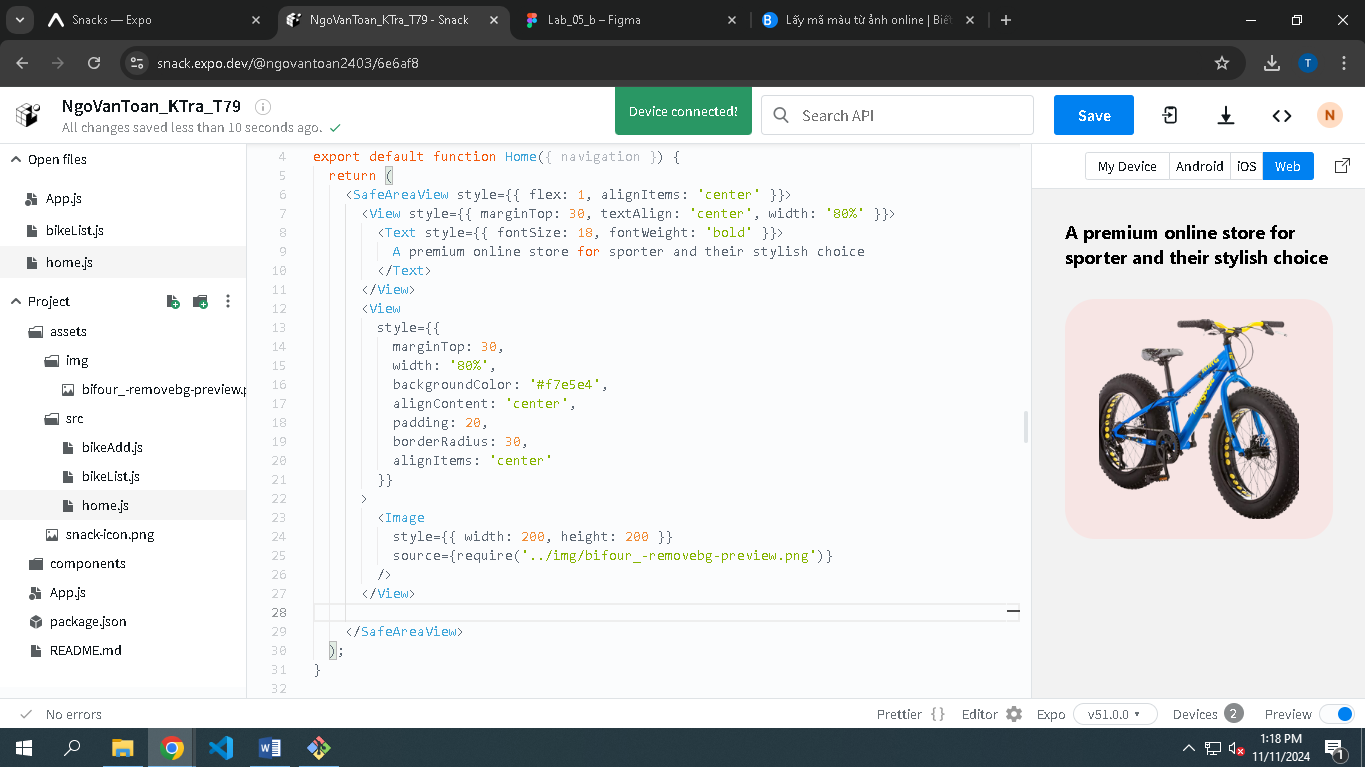 Snacks — Expo
NgoVanToan_KTra_T79 - Snack
Lab_05_b – Figma
Lấy mã màu từ ảnh online | Biết
snack.expo.dev/@ngovantoan2403/6e6af8
T
NgoVanToan_KTra_T79
All changes saved less than 10 seconds ago.
Device connected!
Search API
Save
N
Open files
App.js
bikeList.js
home.js
Project
assets
img
bifour_-removebg-preview.p
src
bikeAdd.js
bikeList.js
home.js
snack-icon.png
components
App.js
package.json
README.md
4 export default function Home({ navigation }) {
5 return (
6 <SafeAreaView style={{ flex: 1, alignItems: 'center' }}>
7 <View style={{ marginTop: 30, textAlign: 'center', width: '80%' }}>
8 <Text style={{ fontSize: 18, fontWeight: 'bold' }}>
9 A premium online store for sporter and their stylish choice
10 </Text>
11 </View>
12 <View
13 style={{
14 marginTop: 30,
15 width: '80%',
16 backgroundColor: '#f7e5e4',
17 alignContent: 'center',
18 padding: 20,
19 borderRadius: 30,
20 alignItems: 'center'
21 }}
22 >
23 <Image
24 style={{ width: 200, height: 200 }}
25 source={require('../img/bifour_-removebg-preview.png')}
26 />
27 </View>
28
29 </SafeAreaView>
30 );
31 }
32
My Device Android iOS Web
A premium online store for
sporter and their stylish choice
No errors
Prettier {} Editor Expo v51.0.0 Devices 2 Preview
1:18 PM
11/11/2024
1